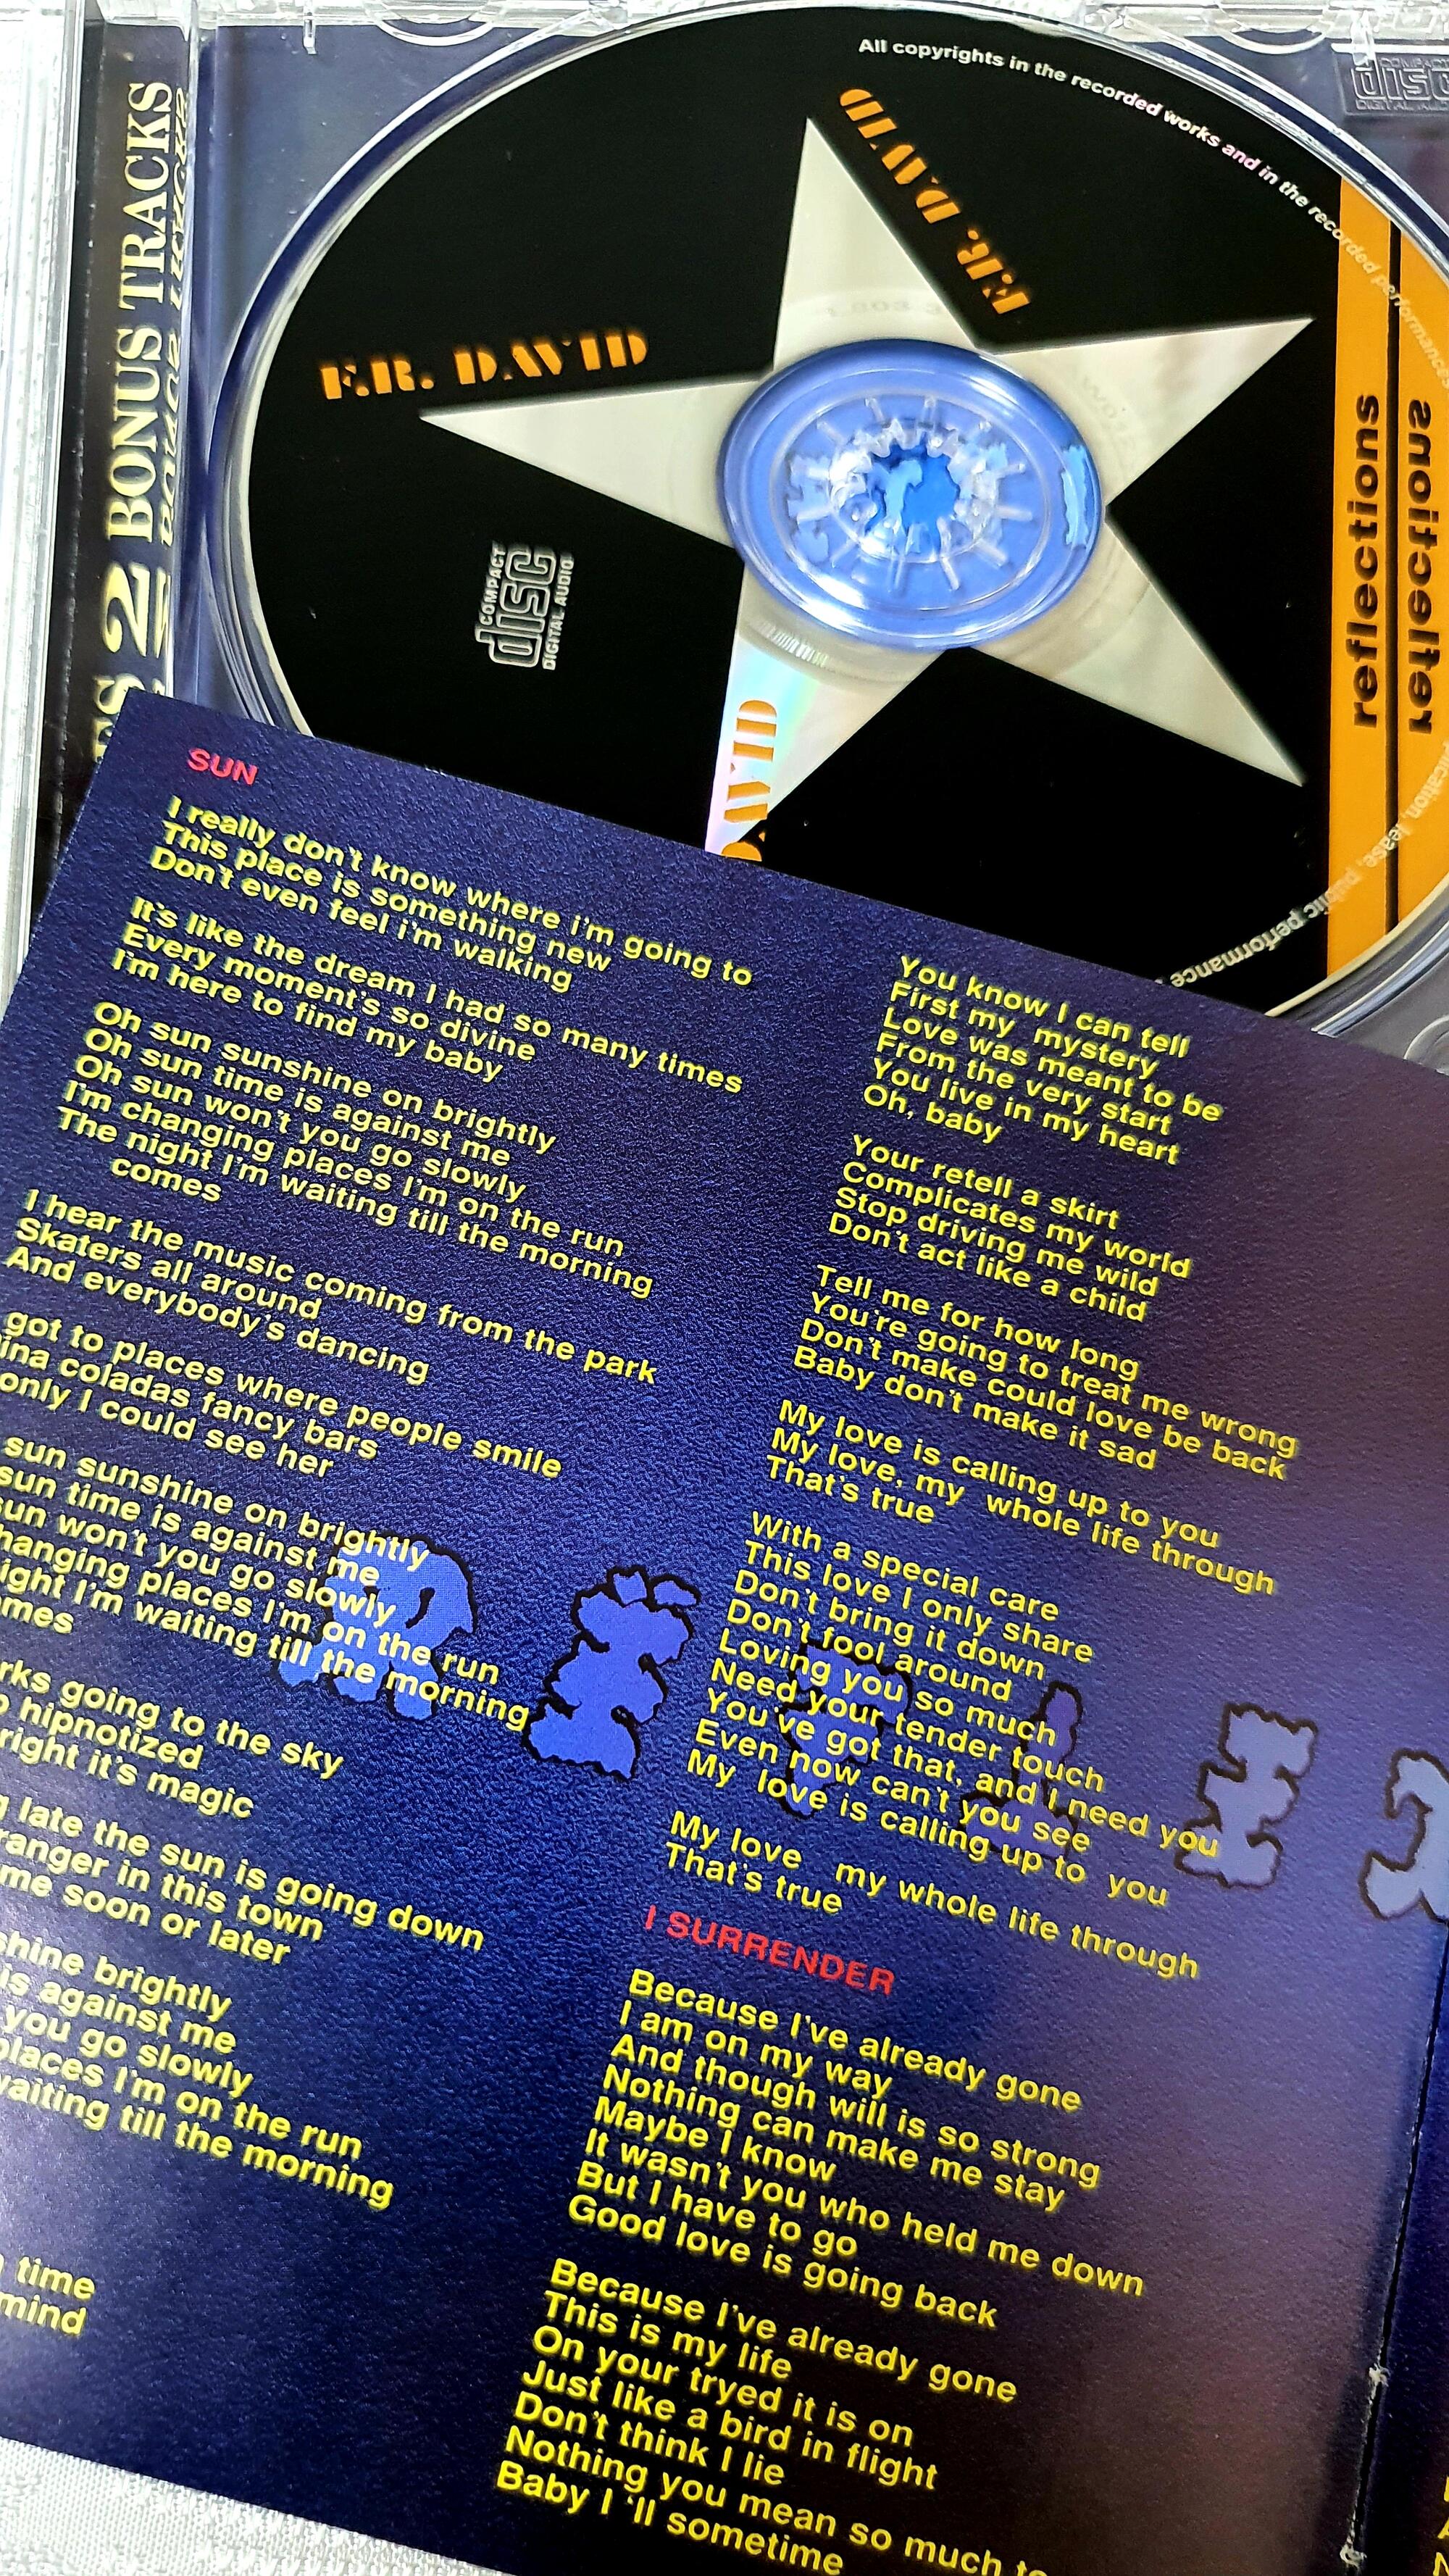 2 BONUS TRACKS
All copyrights in the recorded works and in the recorded performance
F.R. DAVID
F.R. DAVID
DAVID
COMPACT
disc
DIGITAL AUDIO
reflections
reflections
public performance
SUN
I really don't know where i'm going to
This place is something new
Don't even feel i'm walking
It's like the dream I had so many times
Every moment's so divine
I'm here to find my baby
Oh sun sunshine on brightly
Oh sun time is against me
Oh sun won't you go slowly
I'm changing places I'm on the run
The night I'm waiting till the morning
comes
I hear the music coming from the park
Skaters all around
And everybody's dancing
got to places where people smile
coladas fancy bars
only I could see her
sun sunshine on brightly
sun time is against me
sun won't you go slowly
places I'm on the run
I'm waiting till the morning
going to the sky
hipnotized
right it's magic
late the sun is going down
in this town
me soon or later
brightly
is against me
you go slowly
I'm on the run
till the morning
time
mind
You know I can tell
First my mystery
Love was meant to be
From the very start
You live in my heart
Oh, baby
Your retell a skirt
Complicates my world
Stop driving me wild
Don't act like a child
Tell me for how long
You're going to treat me wrong
Don't make could love be back
Baby don't make it sad
My love is calling up to you
My love, my whole life through
That's true
With a special care
This love I only share
Don't bring it down
Don't fool around
Loving you so much
Need your tender touch
You've got that, and I need you
Even now can't you see
My love is calling up to you
My love my whole life through
That's true
I SURRENDER
Because I've already gone
I am on my way
And though will is so strong
Nothing can make me stay
Maybe I know
It wasn't you who held me down
But I have to go
Good love is going back
Because I've already gone
This is my life
On your tryed it is on
Just like a bird in flight
Don't think I lie
Nothing you mean so much to
Baby I 'll sometime